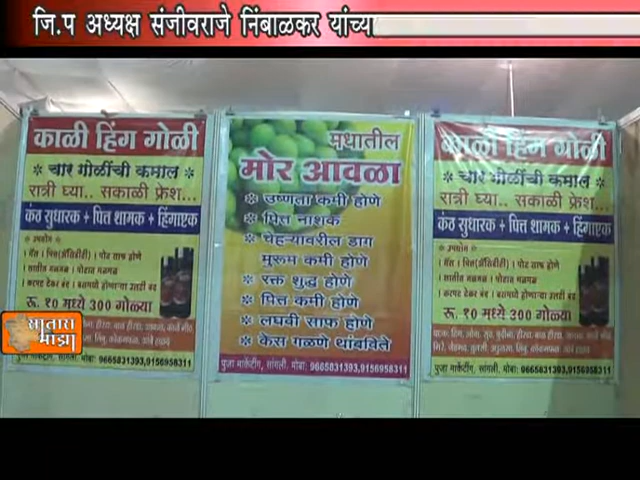 जि.प अध्यक्ष संजीवराजे निंबाळकर यांच्या
काळी हिंग गोळी
* चार गोळींची कमाल *
रात्री घ्या.. सकाळी फ्रेश...
कंठ सुधारक + पित्त शामक + हिंगाष्टक
* उपयोग *
रू. १० मध्ये 300 गोळ्या
सातारा माझा
पुजा मार्केटींग, सांगली. मोबा: 9665831393,9156958311
मधातील
मोर आवळा
* उष्णता कमी होणे
* पित्त नाशक
* चेहऱ्यावरील डाग
मुरूम कमी होणे
* रक्त शुद्ध होणे
* पित्त कमी होणे
* लघवी साफ होणे
* केस गळणे थांबविते
पुजा मार्केटींग, सांगली. मोबा: 9665831393,9156958311
काळी हिंग गोळी
* चार गोळींची कमाल *
रात्री घ्या.. सकाळी फ्रेश...
कंठ सुधारक + पित्त शामक + हिंगाष्टक
* उपयोग *
रू. १० मध्ये 300 गोळ्या
पुजा मार्केटींग, सांगली. मोबा: 9665831393,9156958311